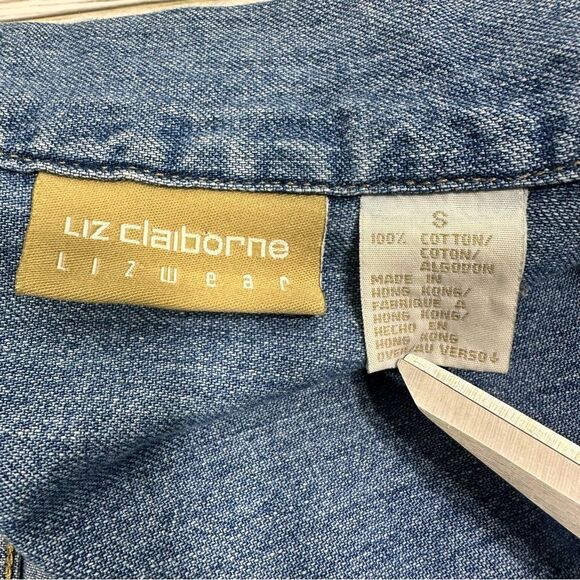 Liz claiborne
Lizwear
S
100% COTTON/
COTON/
ALGODON
MADE IN
HONG KONG/
FABRIQUE A
HONG KONG/
HECHO EN
HONG KONG
OVER/AU VERSO↓